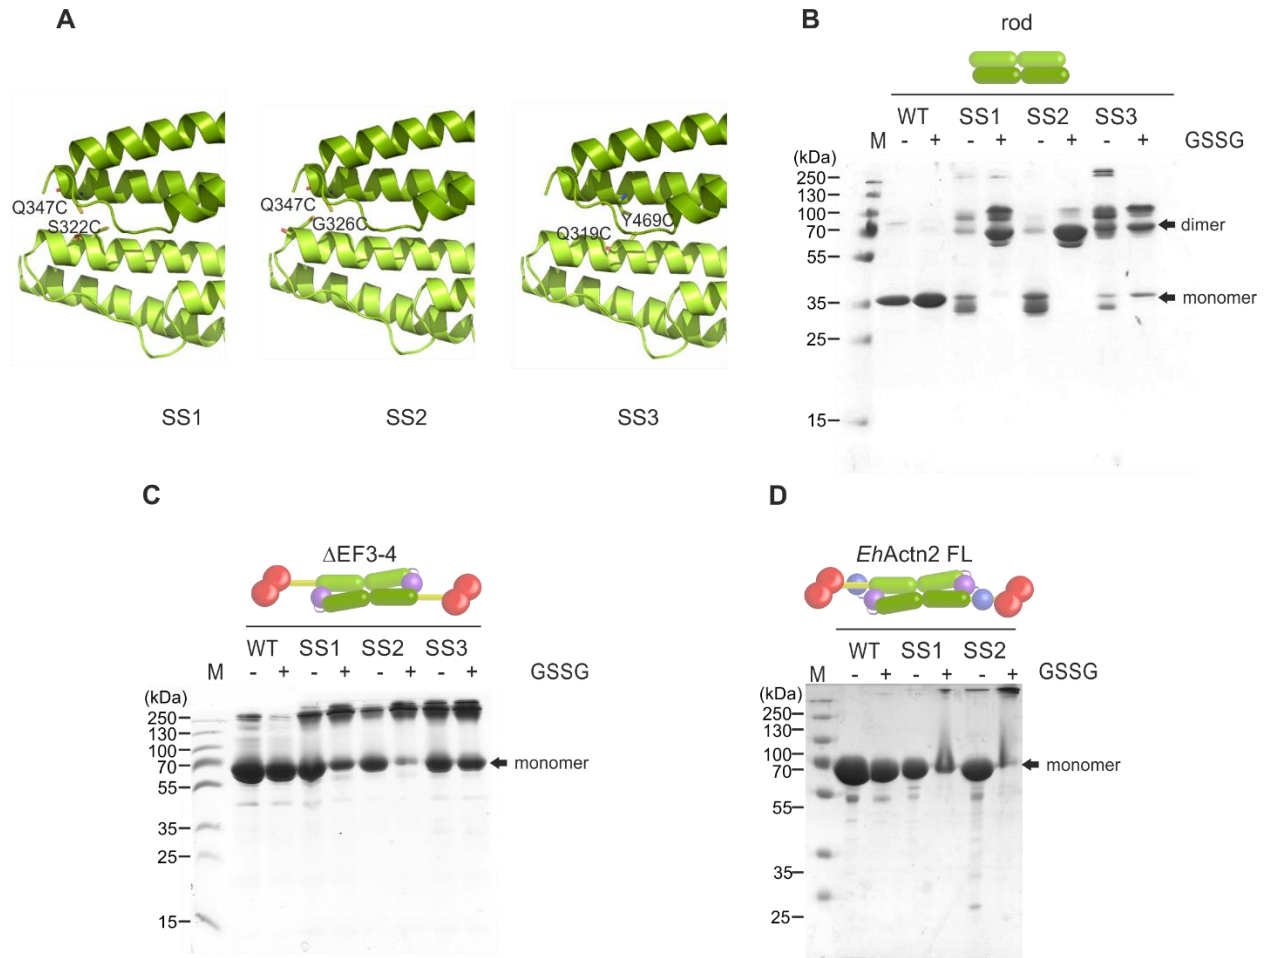 A
Q347C
S322C
SS1
Q347C
G326C
SS2
Y469C
Q319C
SS3
B
rod
WT SS1 SS2 SS3
M - + - + - + - + GSSG
(kDa)
250
130
100
70
55
35
25
15
dimer
monomer
C
ΔEF3-4
WT SS1 SS2 SS3
M - + - + - + - + GSSG
(kDa)
250
130
100
70
55
35
25
15
monomer
D
EhActn2 FL
WT SS1 SS2
M - + - + - + GSSG
(kDa)
250
130
100
70
55
35
25
monomer